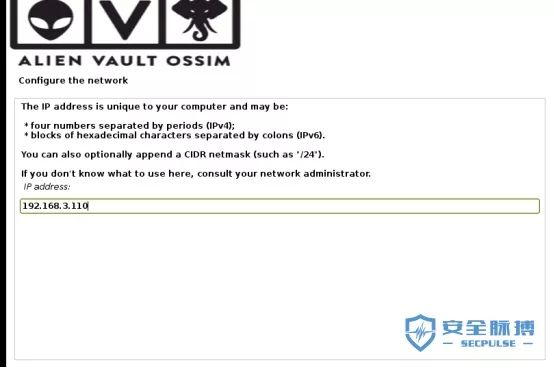 ALIEN VAULT OSSIM
Configure the network
The IP address is unique to your computer and may be:
* four numbers separated by periods (IPv4);
* blocks of hexadecimal characters separated by colons (IPv6).
You can also optionally append a CIDR netmask (such as "/24").
If you don't know what to use here, consult your network administrator.
IP address:
192.168.3.110
安全脉搏
SECPULSE